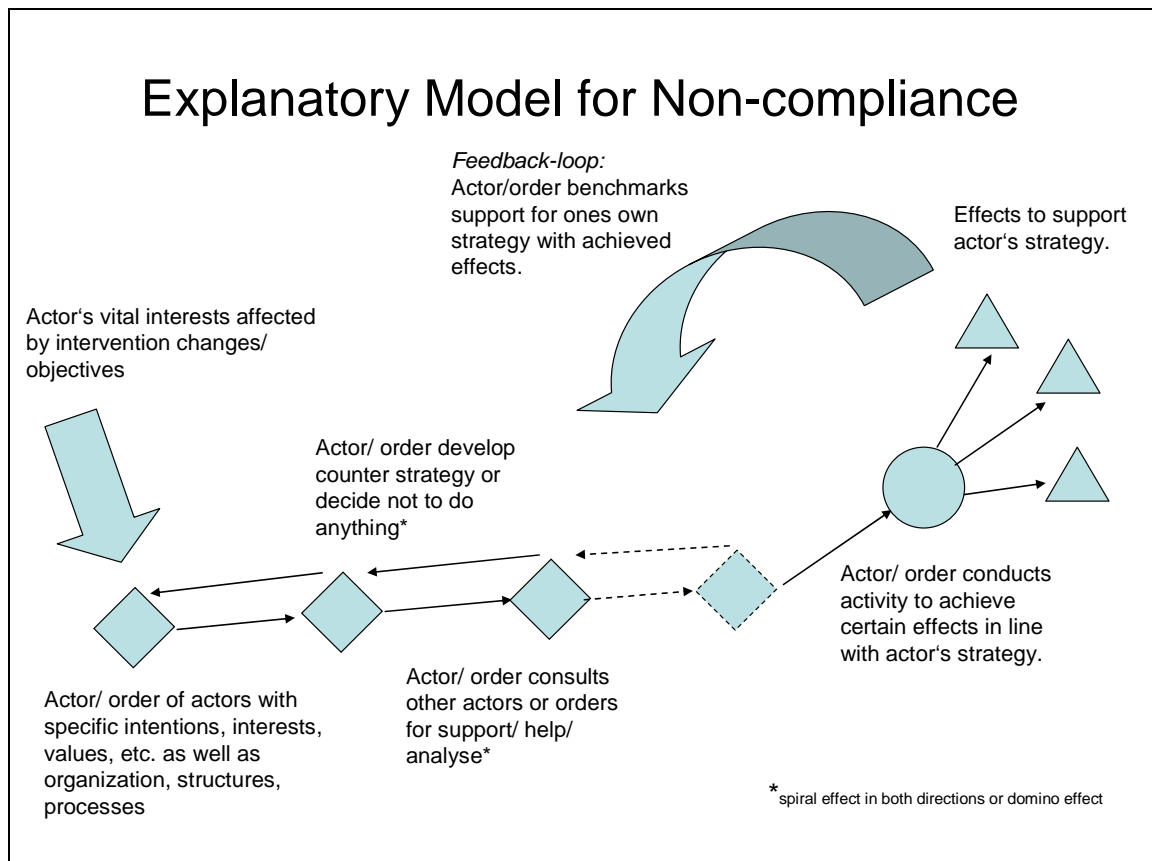 Explanatory Model for Non-compliance
Feedback-loop:
Actor/order benchmarks
support for ones own
strategy with achieved
effects.
Effects to support
actor‘s strategy.
Actor‘s vital interests affected
by intervention changes/
objectives
Actor/ order develop
counter strategy or
decide not to do
anything*
Actor/ order conducts
activity to achieve
certain effects in line
with actor‘s strategy.
Actor/ order of actors with
specific intentions, interests,
values, etc. as well as
organization, structures,
processes
Actor/ order consults
other actors or orders
for support/ help/
analyse*
*spiral effect in both directions or domino effect